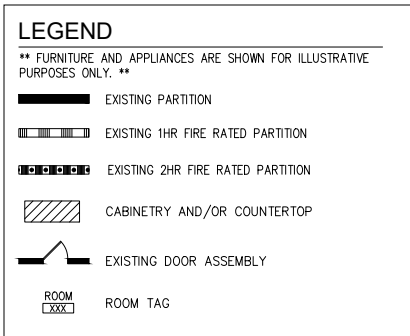 LEGEND
** FURNITURE AND APPLIANCES ARE SHOWN FOR ILLUSTRATIVE
PURPOSES ONLY. **
EXISTING PARTITION
EXISTING 1HR FIRE RATED PARTITION
EXISTING 2HR FIRE RATED PARTITION
CABINETRY AND/OR COUNTERTOP
EXISTING DOOR ASSEMBLY
ROOM
XXX
ROOM TAG